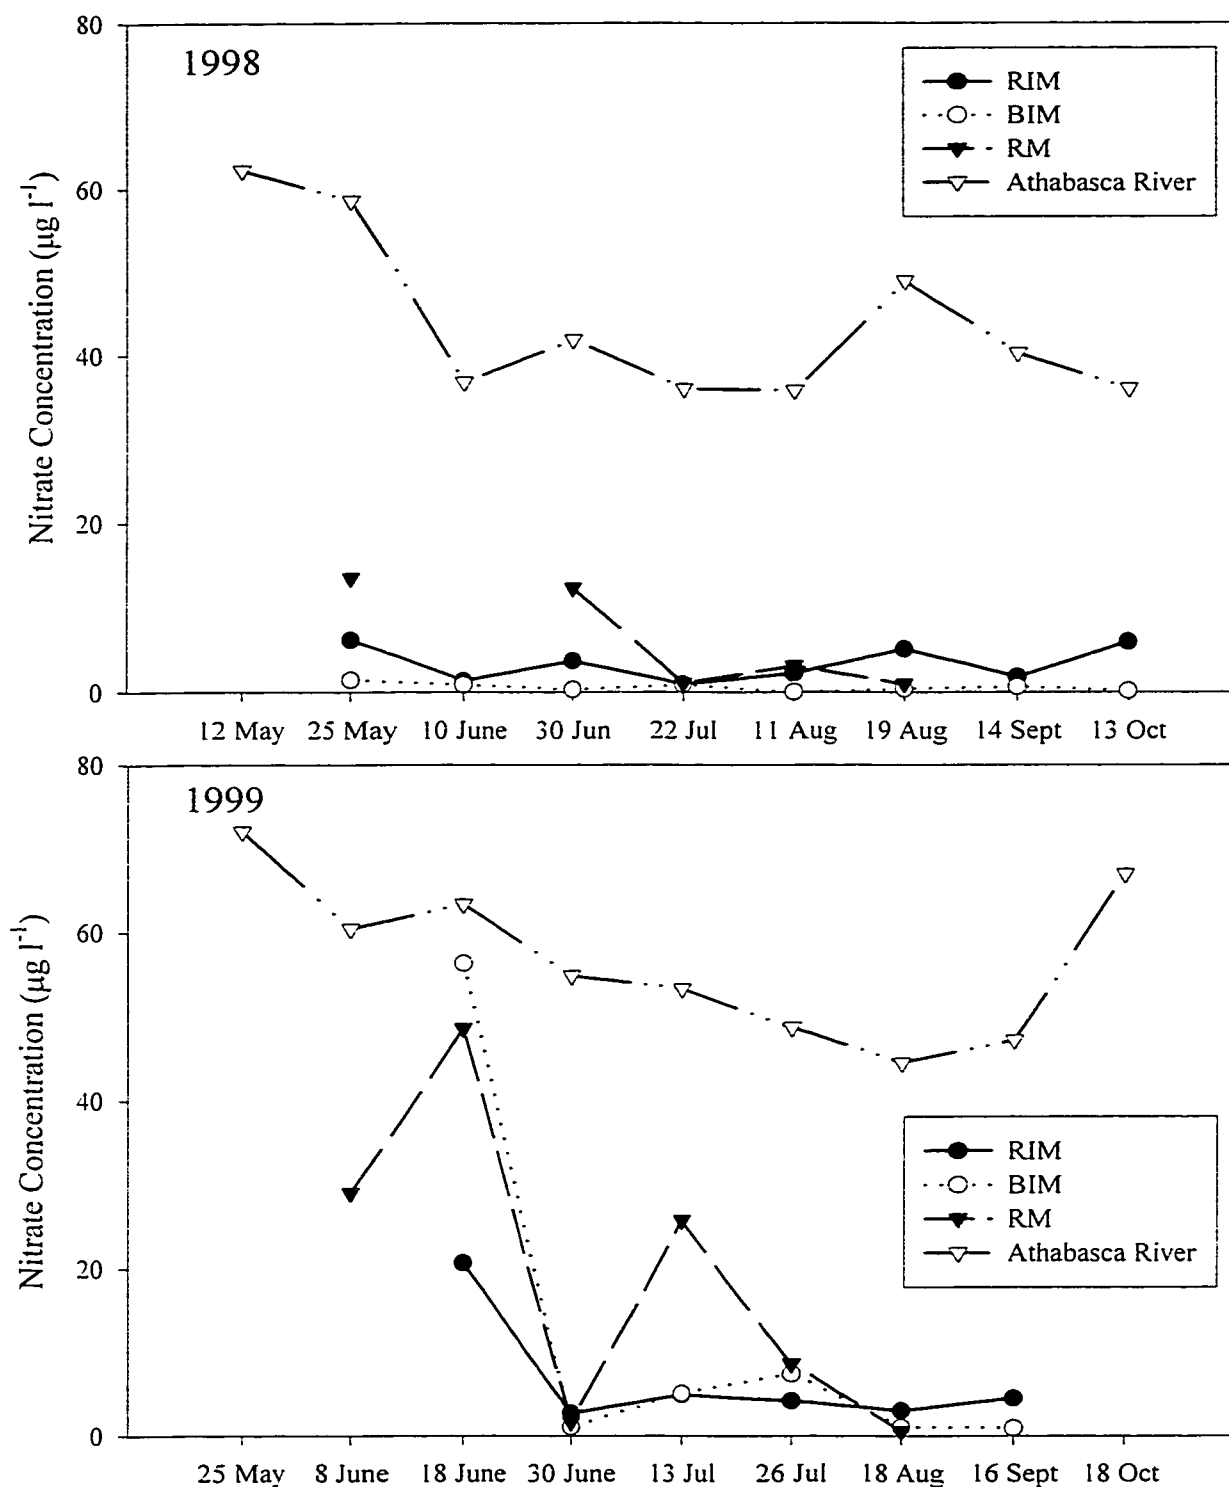 80
1998
RIM
BIM
RM
Athabasca River
60
40
20
0
Nitrate Concentration (µg l⁻¹)
12 May 25 May 10 June 30 Jun 22 Jul 11 Aug 19 Aug 14 Sept 13 Oct
80
1999
60
40
20
0
Nitrate Concentration (µg l⁻¹)
RIM
BIM
RM
Athabasca River
25 May 8 June 18 June 30 June 13 Jul 26 Jul 18 Aug 16 Sept 18 Oct